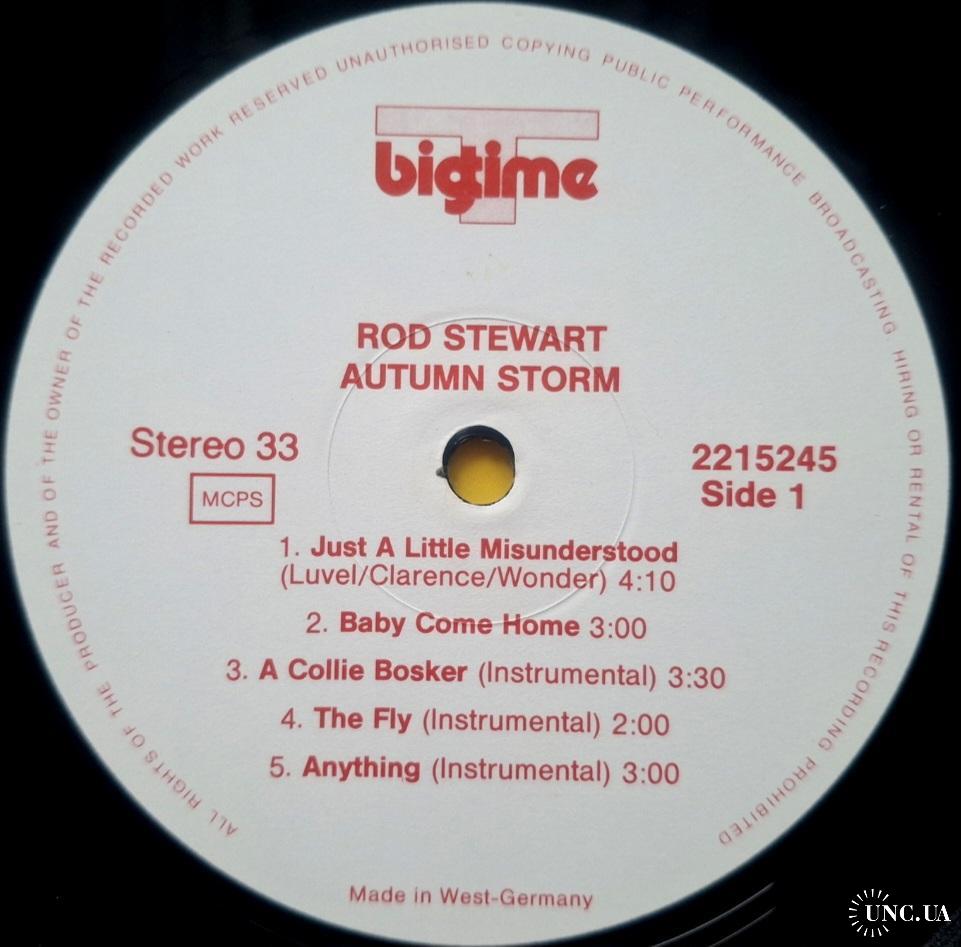 ALL RIGHTS OF THE PRODUCER AND OF THE OWNER OF THE RECORDED WORK RESERVED UNAUTHORISED COPYING PUBLIC PERFORMANCE BROADCASTING HIRING OR RENTAL OF THIS RECORDING PROHIBITED
T
bigtime
ROD STEWART
AUTUMN STORM
Stereo 33
MCPS
2215245
Side 1
1. Just A Little Misunderstood
(Luvel/Clarence/Wonder) 4:10
2. Baby Come Home 3:00
3. A Collie Bosker (Instrumental) 3:30
4. The Fly (Instrumental) 2:00
5. Anything (Instrumental) 3:00
Made in West-Germany
UNC.UA